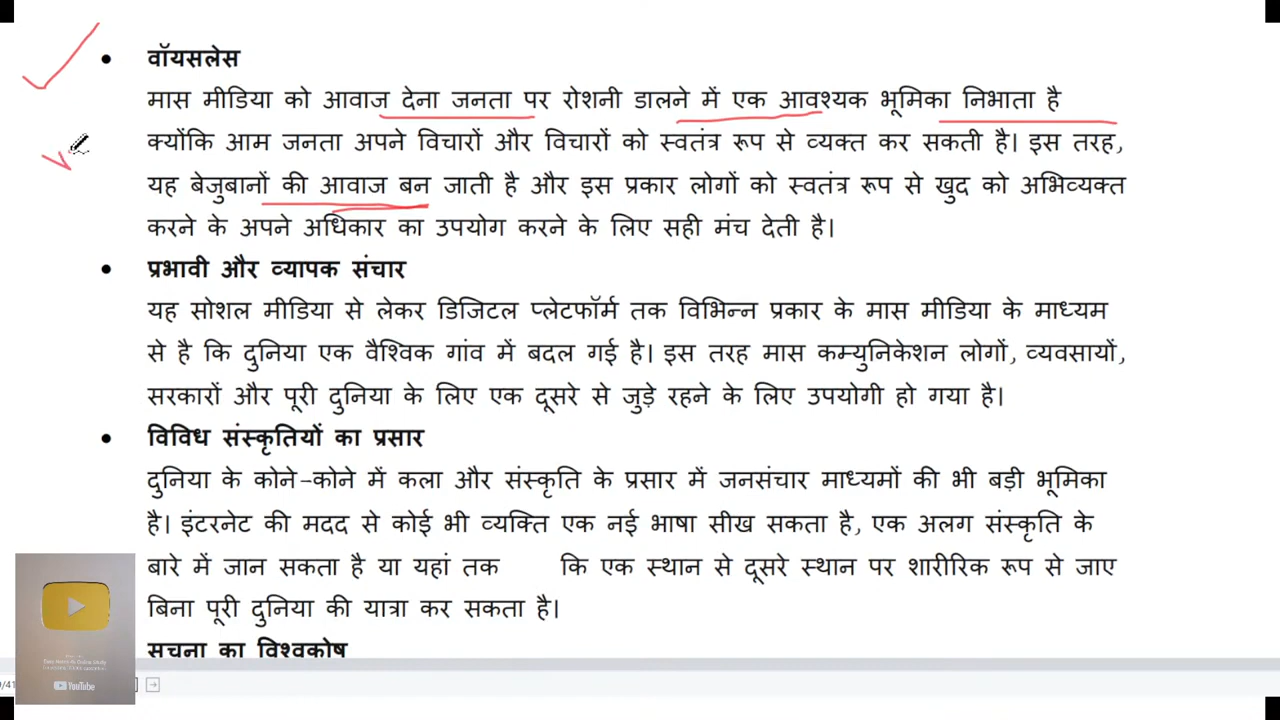 वॉयसलेस
मास मीडिया को आवाज देना जनता पर रोशनी डालने में एक आवश्यक भूमिका निभाता है
क्योंकि आम जनता अपने विचारों और विचारों को स्वतंत्र रूप से व्यक्त कर सकती है। इस तरह,
यह बेजुबानों की आवाज बन जाती है और इस प्रकार लोगों को स्वतंत्र रूप से खुद को अभिव्यक्त
करने के अपने अधिकार का उपयोग करने के लिए सही मंच देती है।
प्रभावी और व्यापक संचार
यह सोशल मीडिया से लेकर डिजिटल प्लेटफॉर्म तक विभिन्न प्रकार के मास मीडिया के माध्यम
से है कि दुनिया एक वैश्विक गांव में बदल गई है। इस तरह मास कम्युनिकेशन लोगों, व्यवसायों,
सरकारों और पूरी दुनिया के लिए एक दूसरे से जुड़े रहने के लिए उपयोगी हो गया है।
विविध संस्कृतियों का प्रसार
दुनिया के कोने-कोने में कला और संस्कृति के प्रसार में जनसंचार माध्यमों की भी बड़ी भूमिका
है। इंटरनेट की मदद से कोई भी व्यक्ति एक नई भाषा सीख सकता है, एक अलग संस्कृति के
बारे में जान सकता है या यहां तक कि एक स्थान से दूसरे स्थान पर शारीरिक रूप से जाए
बिना पूरी दुनिया की यात्रा कर सकता है।
सचना का विश्वकोष
YouTube